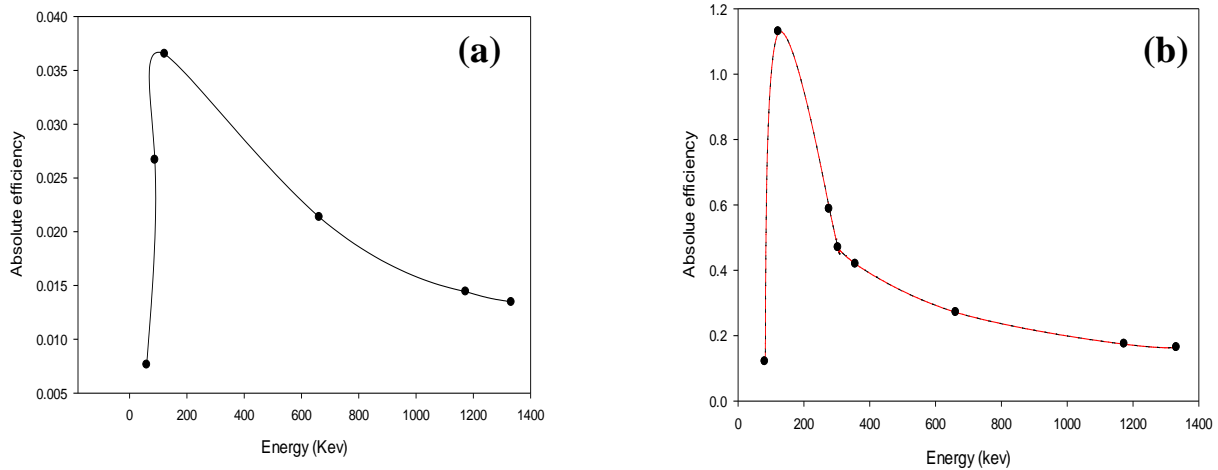 (a)
Absolute efficiency
0.040
0.035
0.030
0.025
0.020
0.015
0.010
0.005
0 200 400 600 800 1000 1200 1400
Energy (Kev)
(b)
Absolue efficiency
1.2
1.0
0.8
0.6
0.4
0.2
0.0
0 200 400 600 800 1000 1200 1400
Energy (kev)